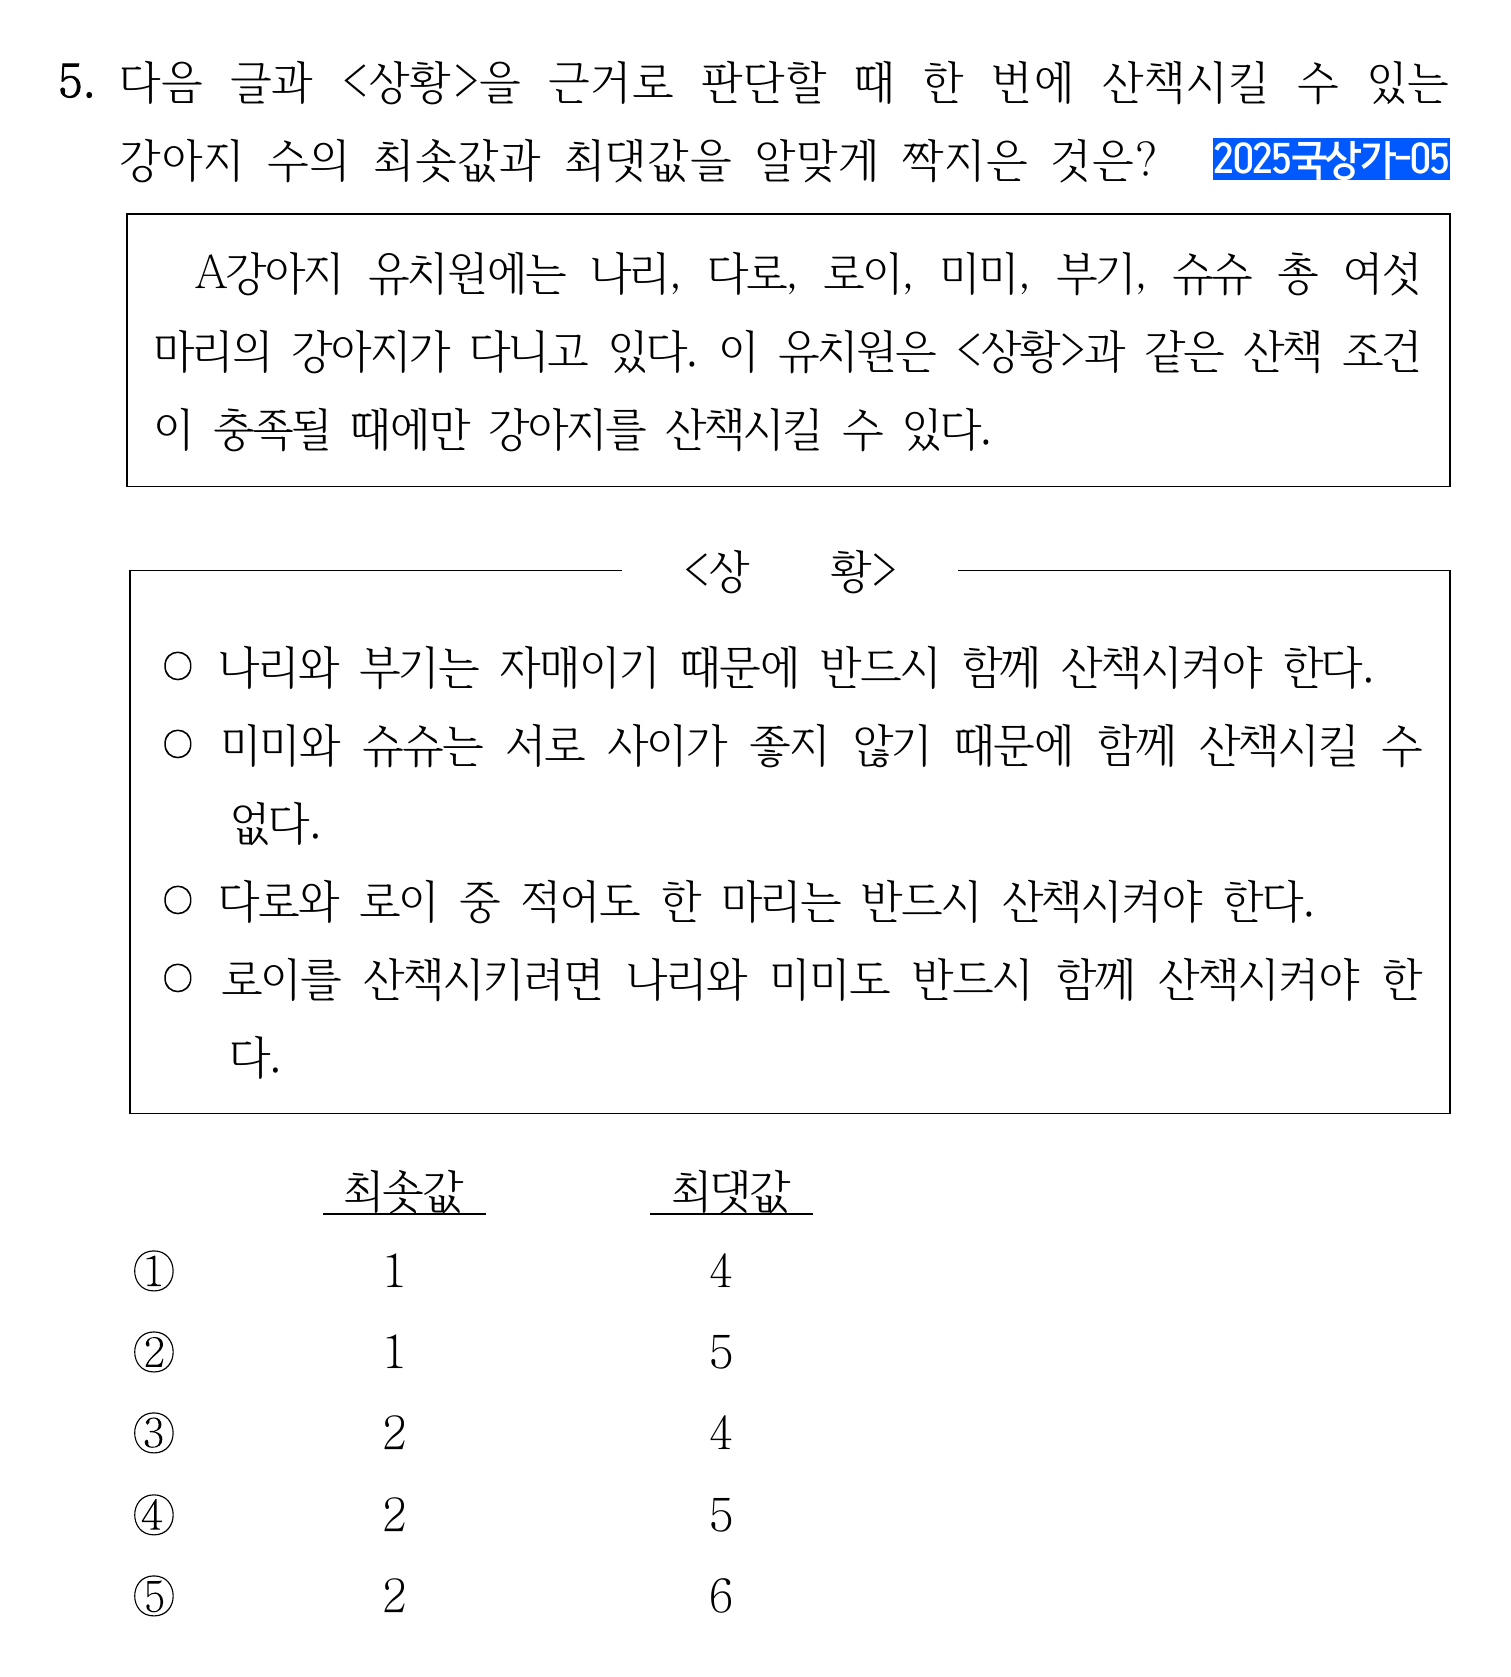 5. 다음 글과 <상황>을 근거로 판단할 때 한 번에 산책시킬 수 있는
강아지 수의 최솟값과 최댓값을 알맞게 짝지은 것은? 2025국상가-05
A강아지 유치원에는 나리, 다로, 로이, 미미, 부기, 슈슈 총 여섯
마리의 강아지가 다니고 있다. 이 유치원은 <상황>과 같은 산책 조건
이 충족될 때에만 강아지를 산책시킬 수 있다.
<상 황>
○ 나리와 부기는 자매이기 때문에 반드시 함께 산책시켜야 한다.
○ 미미와 슈슈는 서로 사이가 좋지 않기 때문에 함께 산책시킬 수
없다.
○ 다로와 로이 중 적어도 한 마리는 반드시 산책시켜야 한다.
○ 로이를 산책시키려면 나리와 미미도 반드시 함께 산책시켜야 한
다.
최솟값 최댓값
① 1 4
② 1 5
③ 2 4
④ 2 5
⑤ 2 6